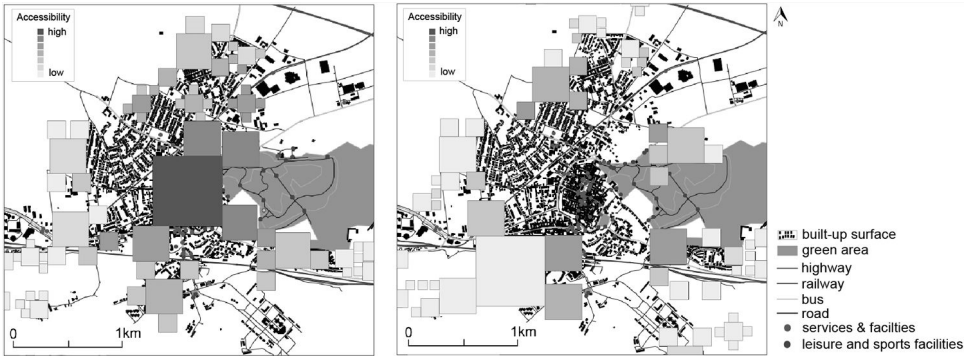 Accessibility
high
low
0
1km
Accessibility
high
low
0
1km
N
built-up surface
green area
highway
railway
bus
road
services & facilties
leisure and sports facilities